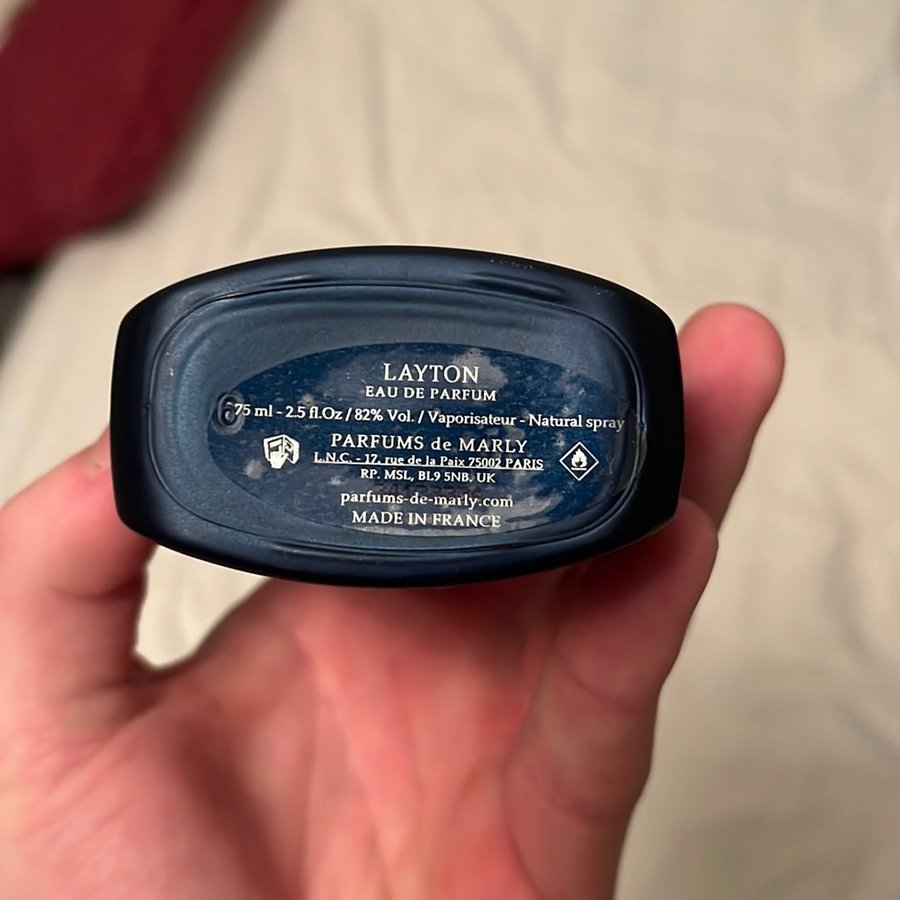 LAYTON
EAU DE PARFUM
6
75 ml - 2.5 fl.Oz / 82% Vol. / Vaporisateur - Natural spray
PARFUMS de MARLY
L.N.C. - 17, rue de la Paix 75002 PARIS
RP. MSL, BL9 5NB. UK
parfums-de-marly.com
MADE IN FRANCE